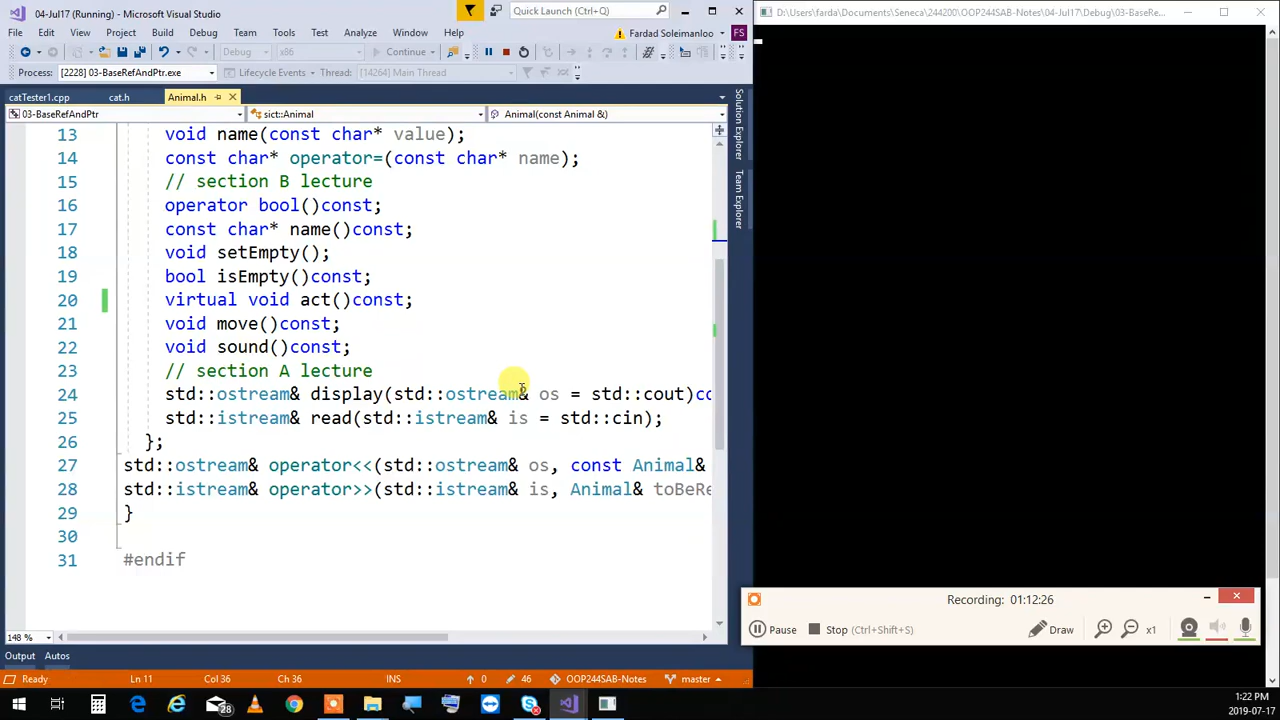 04-Jul17 (Running) - Microsoft Visual Studio
Quick Launch (Ctrl+Q)
D:\Users\farda\Documents\Seneca\244200\OOP244SAB-Notes\04-Jul17\Debug\03-BaseRe...
File Edit View Project Build Debug Team Tools Test Analyze Window Help
Fardad Soleimanloo FS
Debug x86 Continue
Process: [2228] 03-BaseRefAndPtr.exe Lifecycle Events Thread: [14264] Main Thread
catTester1.cpp cat.h Animal.h
03-BaseRefAndPtr sict::Animal Animal(const Animal &)
13 void name(const char* value);
14 const char* operator=(const char* name);
15 // section B lecture
16 operator bool()const;
17 const char* name()const;
18 void setEmpty();
19 bool isEmpty()const;
20 virtual void act()const;
21 void move()const;
22 void sound()const;
23 // section A lecture
24 std::ostream& display(std::ostream& os = std::cout)co
25 std::istream& read(std::istream& is = std::cin);
26 };
27 std::ostream& operator<<(std::ostream& os, const Animal&
28 std::istream& operator>>(std::istream& is, Animal& toBeRe
29 }
30
31 #endif
148 %
Solution Explorer
Team Explorer
Output Autos
Ready Ln 11 Col 36 Ch 36 INS 0 46 OOP244SAB-Notes master
Recording: 01:12:26
Pause Stop (Ctrl+Shift+S) Draw x1
28
1:22 PM
2019-07-17